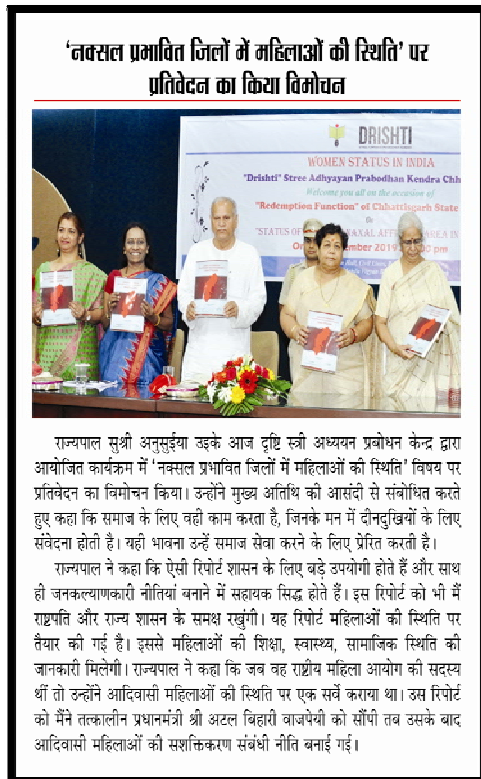 'नक्सल प्रभावित जिलों में महिलाओं की स्थिति' पर
प्रतिवेदन का किया विमोचन
DRISHTI
WOMEN STATUS IN INDIA
"Drishti" Stree Adhyayan Prabodhan Kendra Chh
Welcome you all on the occasion of
"Redemption Function" of Chhattisgarh State
&
"STATUS OF
2019
pm
राज्यपाल सुश्री अनुसुईया उइके आज दृष्टि स्त्री अध्ययन प्रबोधन केन्द्र द्वारा
आयोजित कार्यक्रम में 'नक्सल प्रभावित जिलों में महिलाओं की स्थिति' विषय पर
प्रतिवेदन का विमोचन किया। उन्होंने मुख्य अतिथि की आसंदी से संबोधित करते
हुए कहा कि समाज के लिए वही काम करता है, जिनके मन में दीनदुखियों के लिए
संवेदना होती है। यही भावना उन्हें समाज सेवा करने के लिए प्रेरित करती है।
राज्यपाल ने कहा कि ऐसी रिपोर्ट शासन के लिए बड़े उपयोगी होते हैं और साथ
ही जनकल्याणकारी नीतियां बनाने में सहायक सिद्ध होते हैं। इस रिपोर्ट को भी मैं
राष्ट्रपति और राज्य शासन के समक्ष रखुंगी। यह रिपोर्ट महिलाओं की स्थिति पर
तैयार की गई है। इससे महिलाओं की शिक्षा, स्वास्थ्य, सामाजिक स्थिति की
जानकारी मिलेगी। राज्यपाल ने कहा कि जब वह राष्ट्रीय महिला आयोग की सदस्य
थीं तो उन्होंने आदिवासी महिलाओं की स्थिति पर एक सर्वे कराया था। उस रिपोर्ट
को मैंने तत्कालीन प्रधानमंत्री श्री अटल बिहारी वाजपेयी को सौंपी तब उसके बाद
आदिवासी महिलाओं की सशक्तिकरण संबंधी नीति बनाई गई।